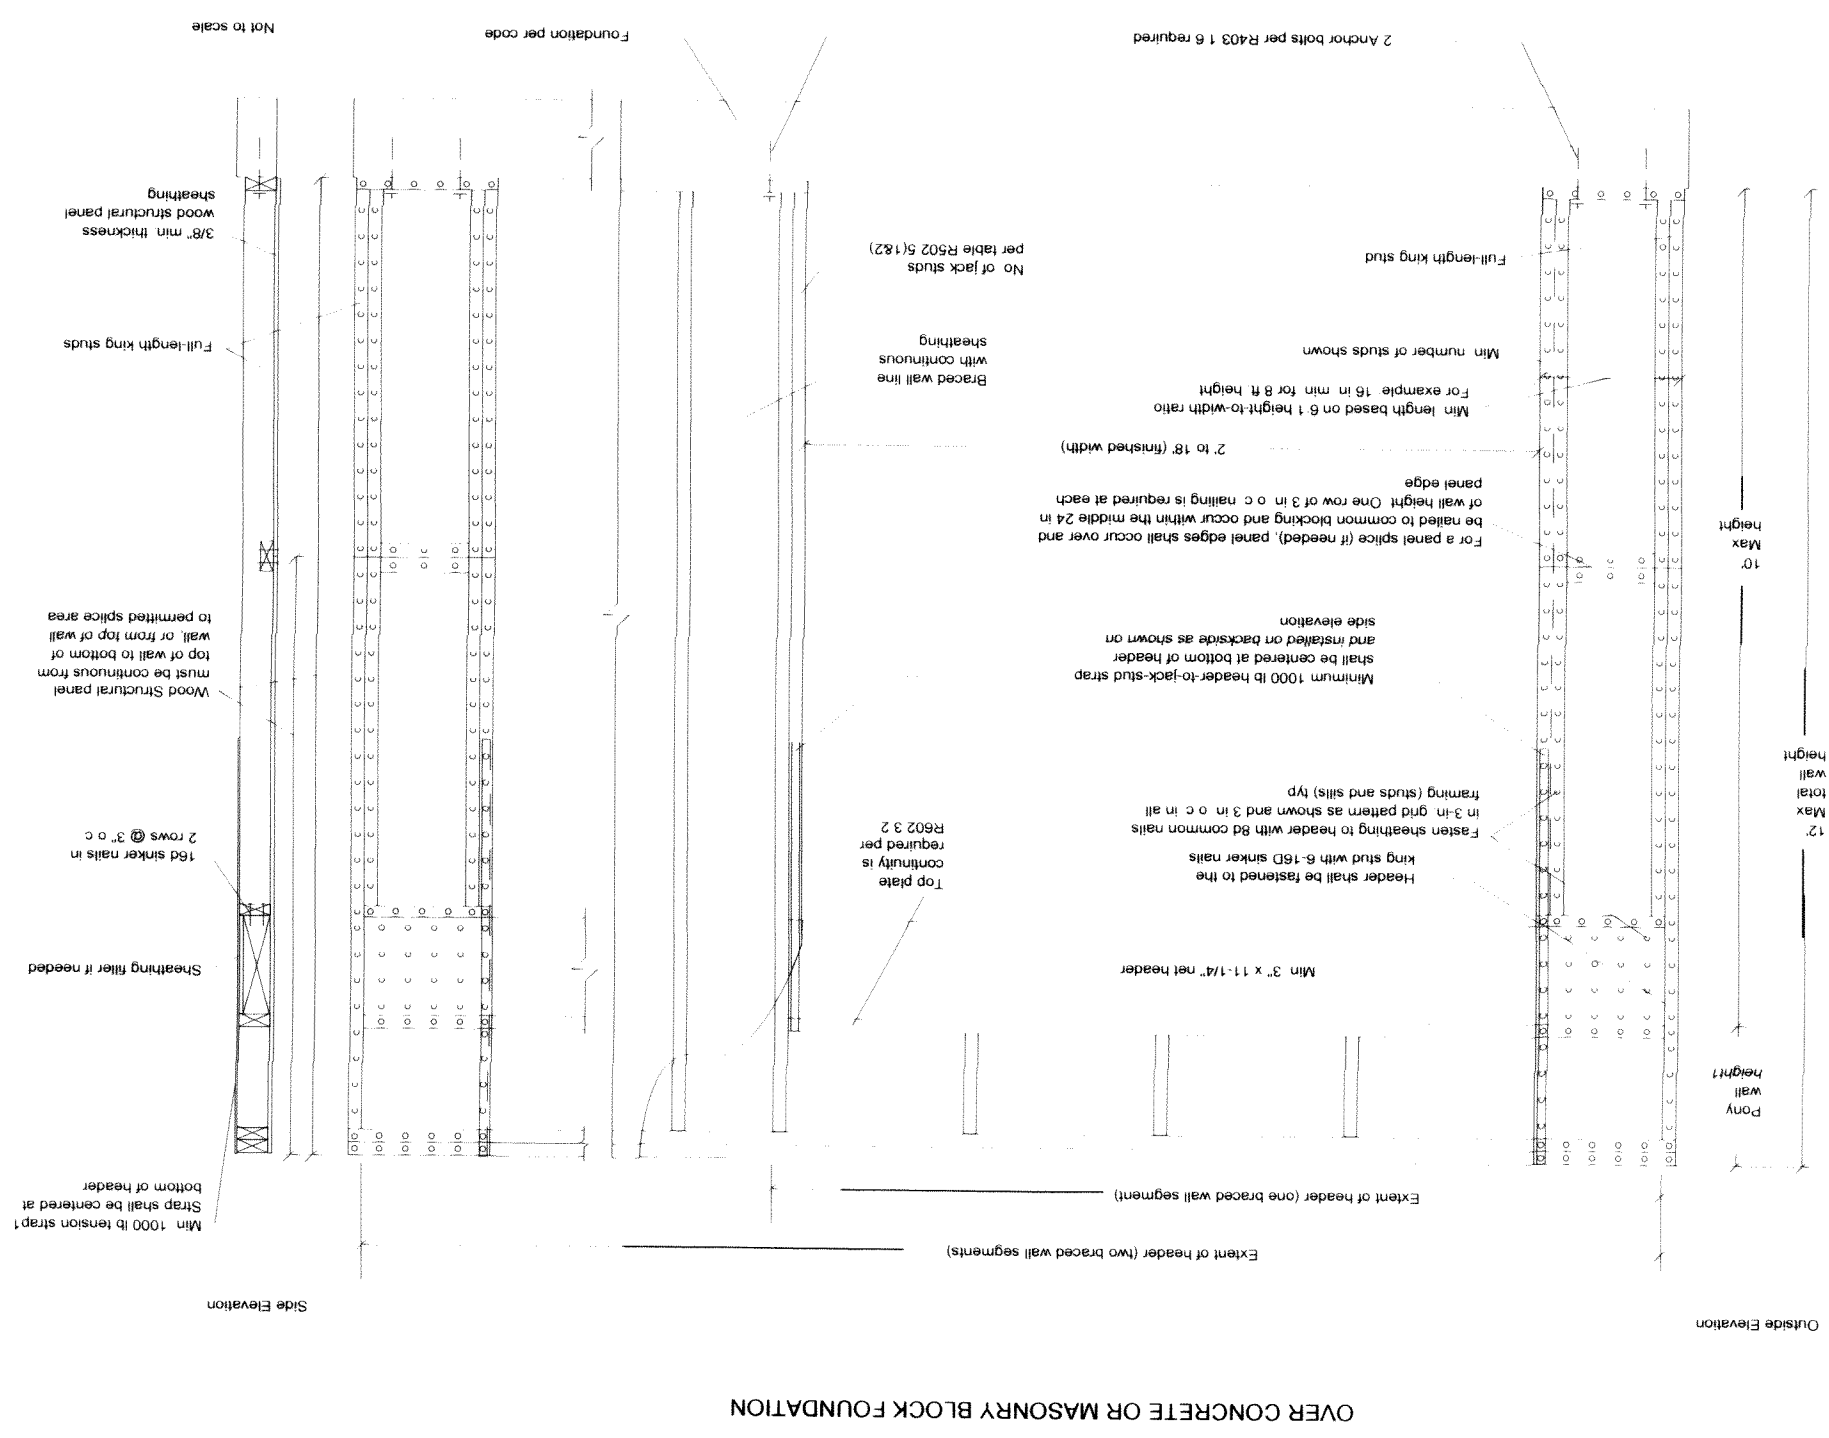 OVER CONCRETE OR MASONRY BLOCK FOUNDATION
Outside Elevation
Side Elevation
Extent of header (two braced wall segments)
Extent of header (one braced wall segment)
Min 1000 lb tension strap1
Strap shall be centered at
bottom of header
Pony
wall
height1
Min 3" x 11-1/4" net header
Sheathing filler if needed
Header shall be fastened to the
king stud with 6-16D sinker nails
Top plate
continuity is
required per
R602 3 2
16d sinker nails in
2 rows @ 3" o c
Fasten sheathing to header with 8d common nails
in 3-in. grid pattern as shown and 3 in o c in all
framing (studs and sills) typ
12'
Max
total
wall
height
Minimum 1000 lb header-to-jack-stud strap
shall be centered at bottom of header
and installed on backside as shown on
side elevation
Wood Structural panel
must be continuous from
top of wall to bottom of
wall, or from top of wall
to permitted splice area
10'
Max
height
For a panel splice (if needed), panel edges shall occur over and
be nailed to common blocking and occur within the middle 24 in
of wall height One row of 3 in o c nailing is required at each
panel edge
2' to 18' (finished width)
Min length based on 6 1 height-to-width ratio
For example 16 in min for 8 ft. height
Braced wall line
with continuous
sheathing
Min number of studs shown
Full-length king studs
Full-length king
stud
No of jack studs
per table R502 5(1&2)
3/8" min. thickness
wood structural panel
sheathing
2 Anchor bolts per R403 1 6 required
Foundation per code
Not to scale